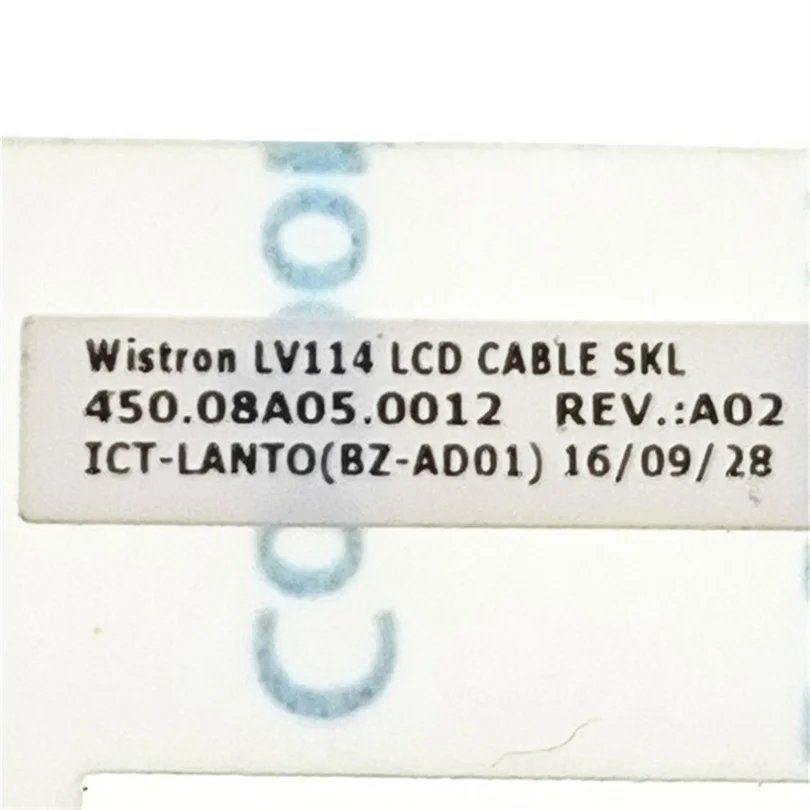 Wistron LV114 LCD CABLE SKL
450.08A05.0012 REV.:A02
ICT-LANTO(BZ-AD01) 16/09/28